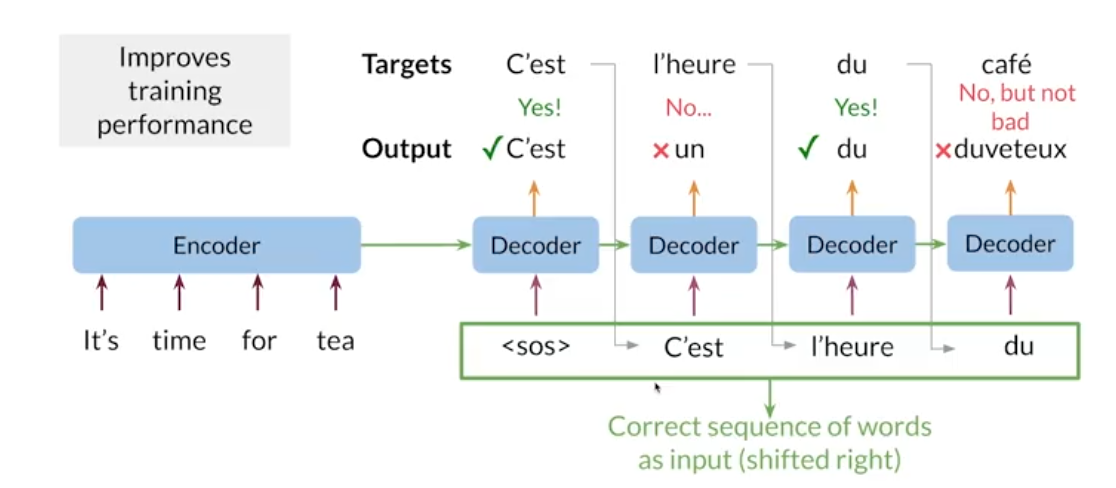 Improves
training
performance
Targets C'est l'heure du café
Yes! No... Yes! No, but not
bad
Output ✓C'est ×un ✓ du ×duveteux
Encoder Decoder Decoder Decoder Decoder
It's time for tea <sos> C'est l'heure du
Correct sequence of words
as input (shifted right)